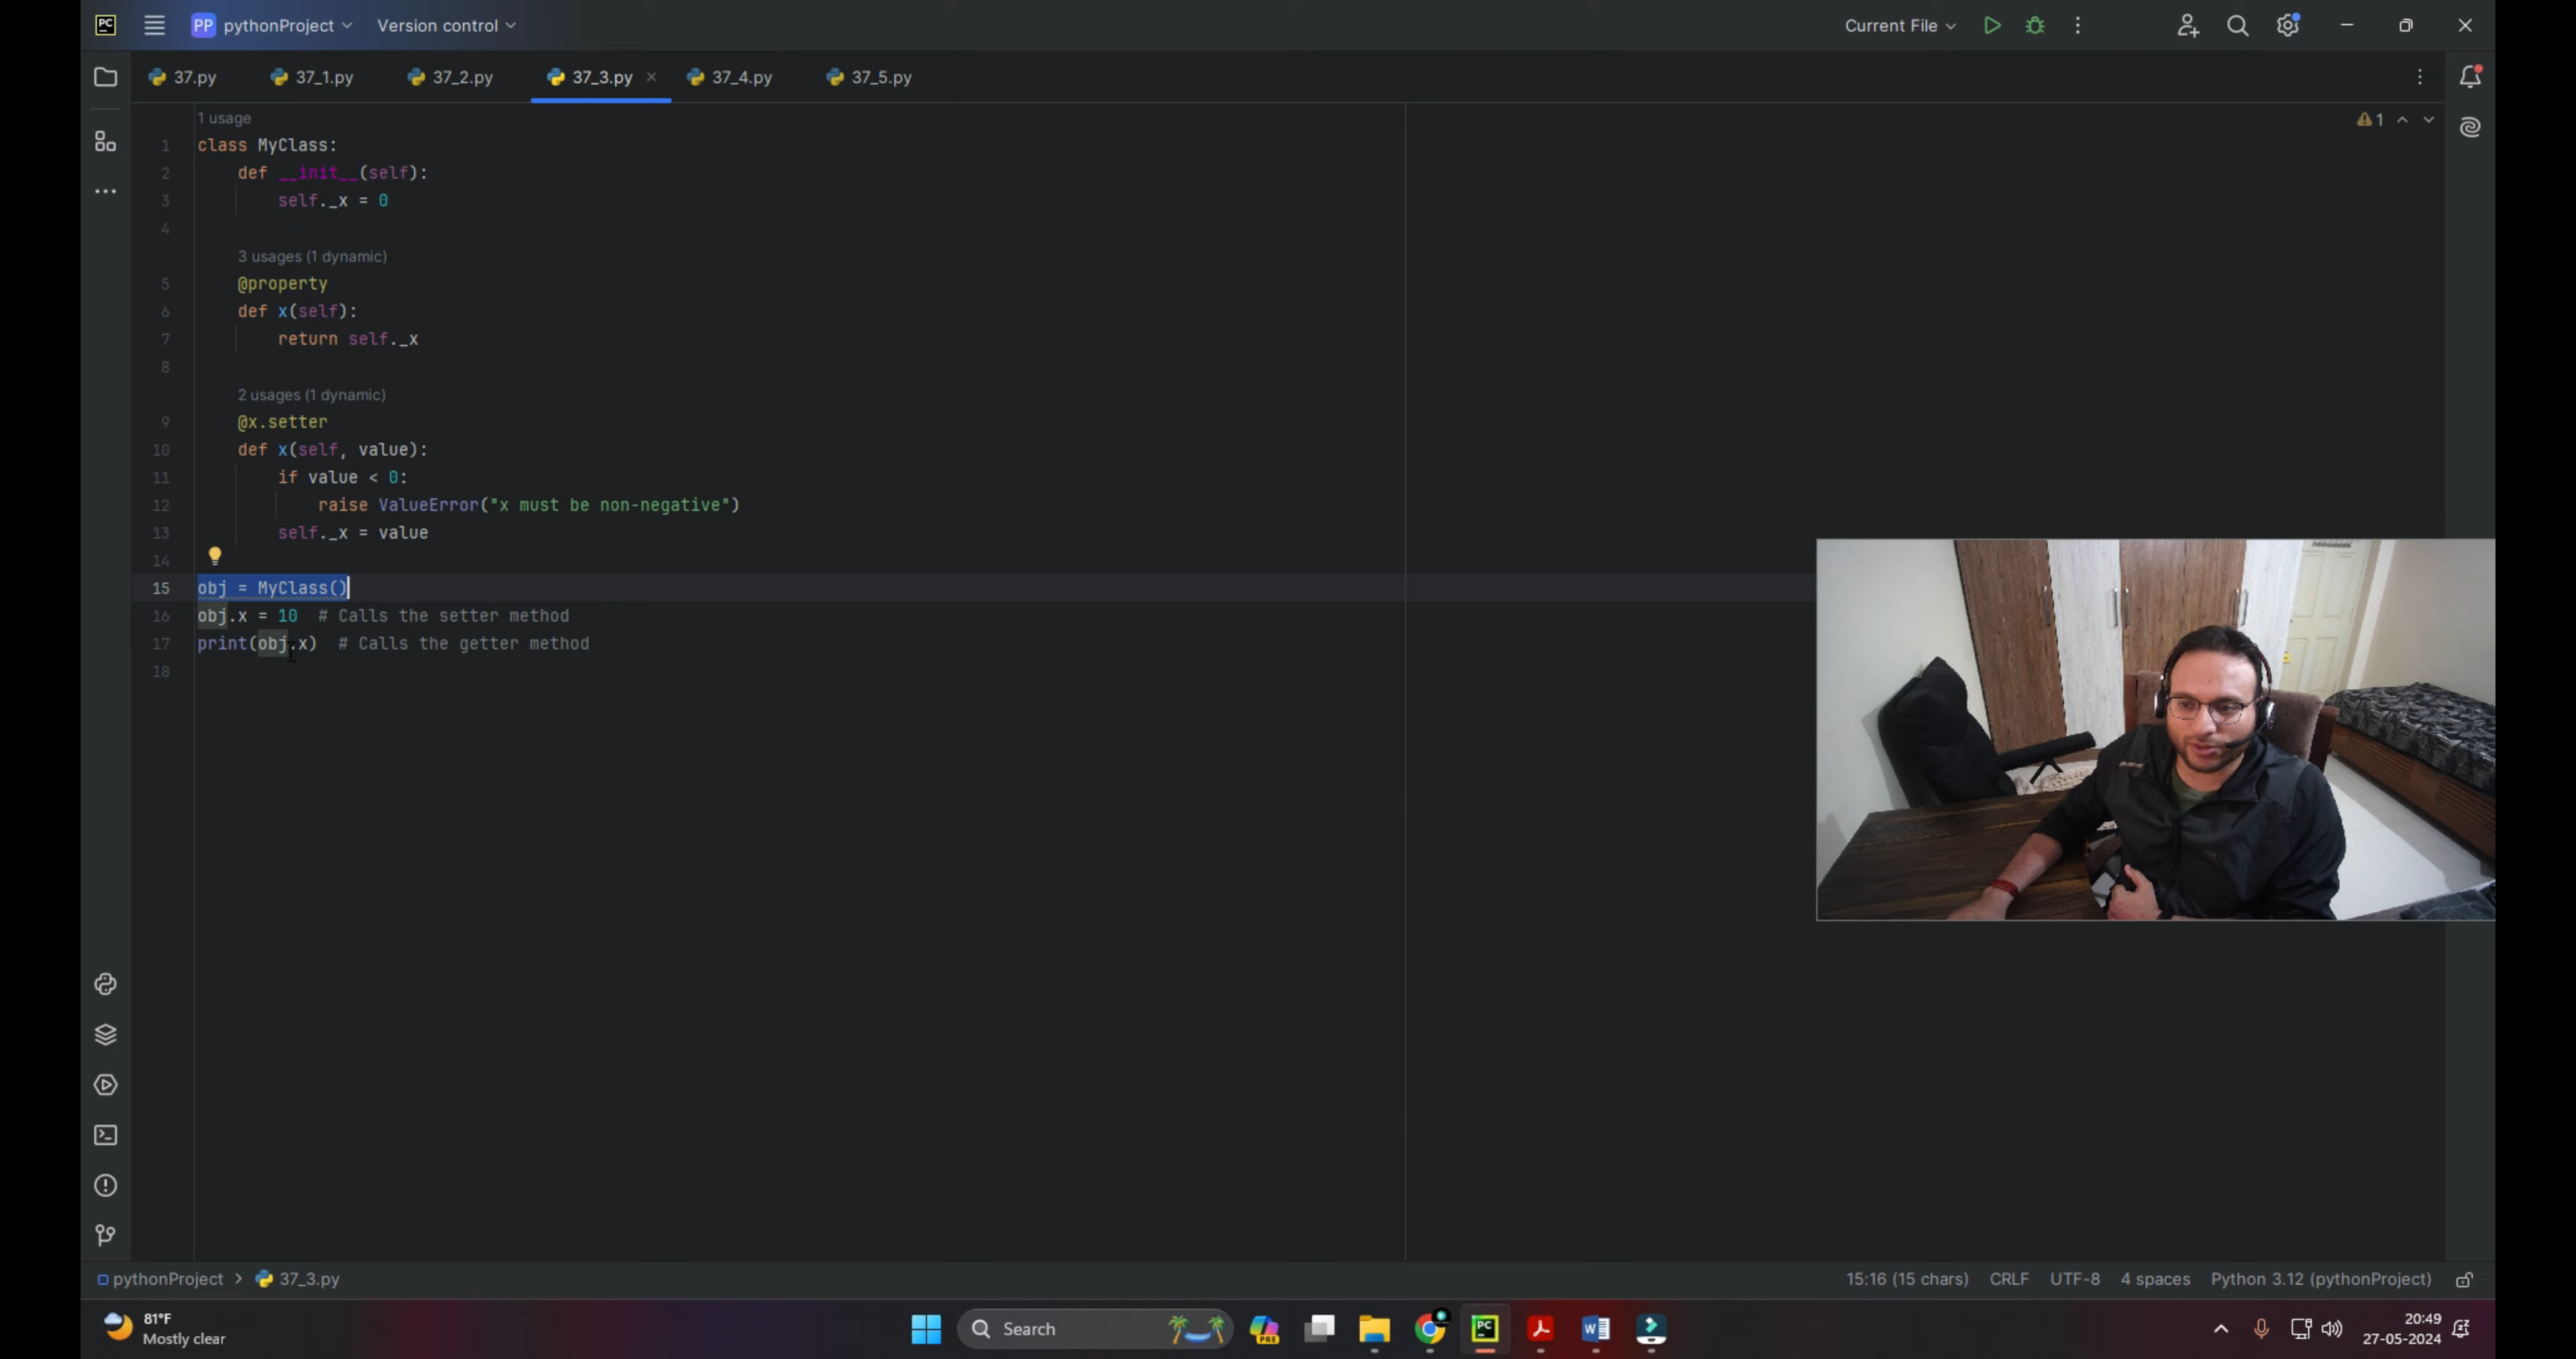 PC PP pythonProject Version control Current File
37.py 37_1.py 37_2.py 37_3.py 37_4.py 37_5.py
1 usage
1
1 class MyClass:
2     def __init__(self):
3         self._x = 0
4
3 usages (1 dynamic)
5     @property
6     def x(self):
7         return self._x
8
2 usages (1 dynamic)
9     @x.setter
10     def x(self, value):
11         if value < 0:
12             raise ValueError("x must be non-negative")
13         self._x = value
14
15 obj = MyClass()
16 obj.x = 10  # Calls the setter method
17 print(obj.x)  # Calls the getter method
18
pythonProject > 37_3.py 15:16 (15 chars) CRLF UTF-8 4 spaces Python 3.12 (pythonProject)
81°F
Mostly clear
Search
PRE
PC
W
20:49
27-05-2024